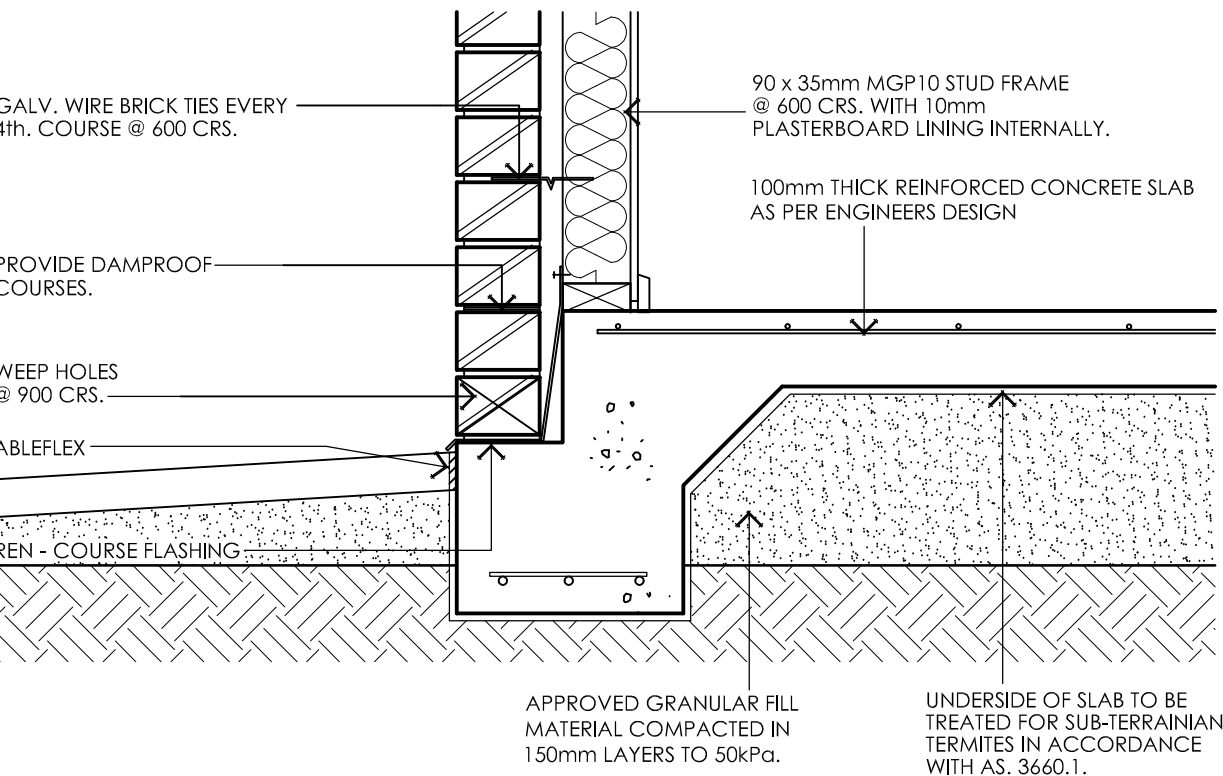 GALV. WIRE BRICK TIES EVERY
4th. COURSE @ 600 CRS.
PROVIDE DAMPROOF
COURSES.
WEEP HOLES
@ 900 CRS.
ABLEFLEX
REN - COURSE FLASHING
90 x 35mm MGP10 STUD FRAME
@ 600 CRS. WITH 10mm
PLASTERBOARD LINING INTERNALLY.
100mm THICK REINFORCED CONCRETE SLAB
AS PER ENGINEERS DESIGN
APPROVED GRANULAR FILL
MATERIAL COMPACTED IN
150mm LAYERS TO 50kPa.
UNDERSIDE OF SLAB TO BE
TREATED FOR SUB-TERRAINIAN
TERMITES IN ACCORDANCE
WITH AS. 3660.1.